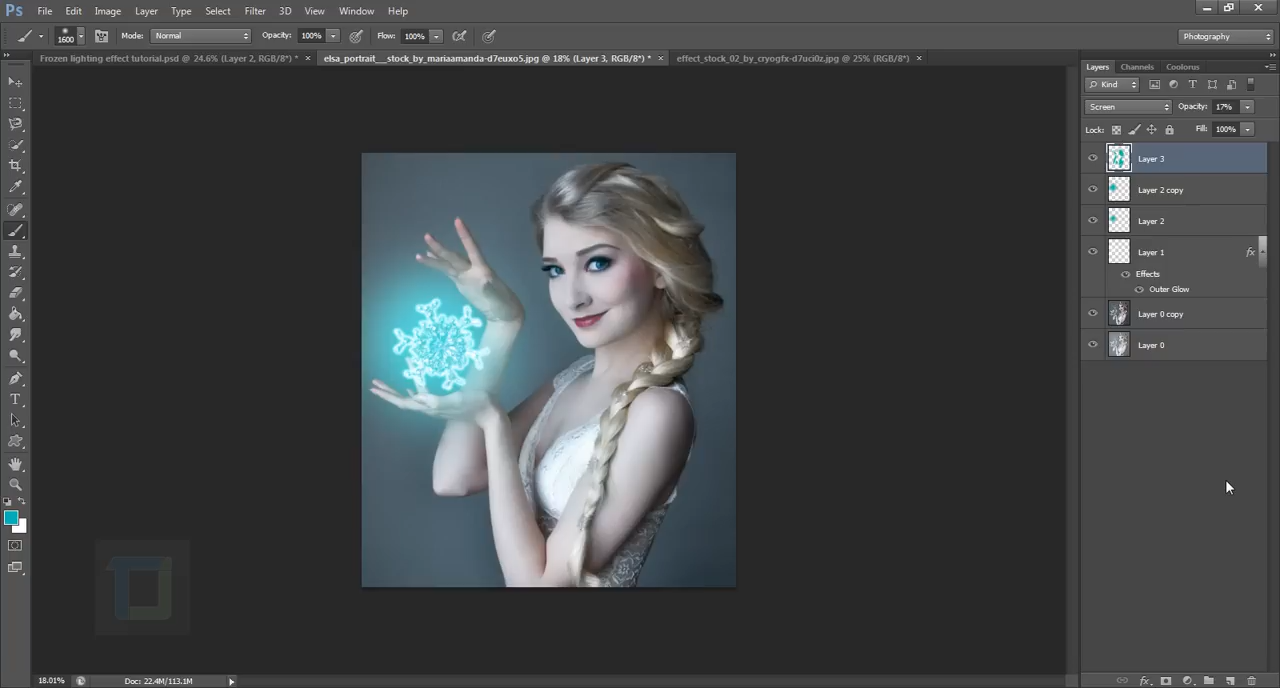 Ps File Edit Image Layer Type Select Filter 3D View Window Help
1600 Mode: Normal Opacity: 100% Flow: 100% Photography
Frozen lighting effect tutorial.psd @ 24.6% (Layer 2, RGB/8*) * × elsa_portrait__stock_by_mariaamanda-d7euxo5.jpg @ 18% (Layer 3, RGB/8) * × effect_stock_02_by_cryogfx-d7uci0z.jpg @ 25% (RGB/8*) ×
Layers Channels Coolorus
Kind
Screen Opacity: 17%
Lock: Fill: 100%
Layer 3
Layer 2 copy
Layer 2
Layer 1 fx
Effects
Outer Glow
Layer 0 copy
Layer 0
18.01% Doc: 22.4M/113.1M